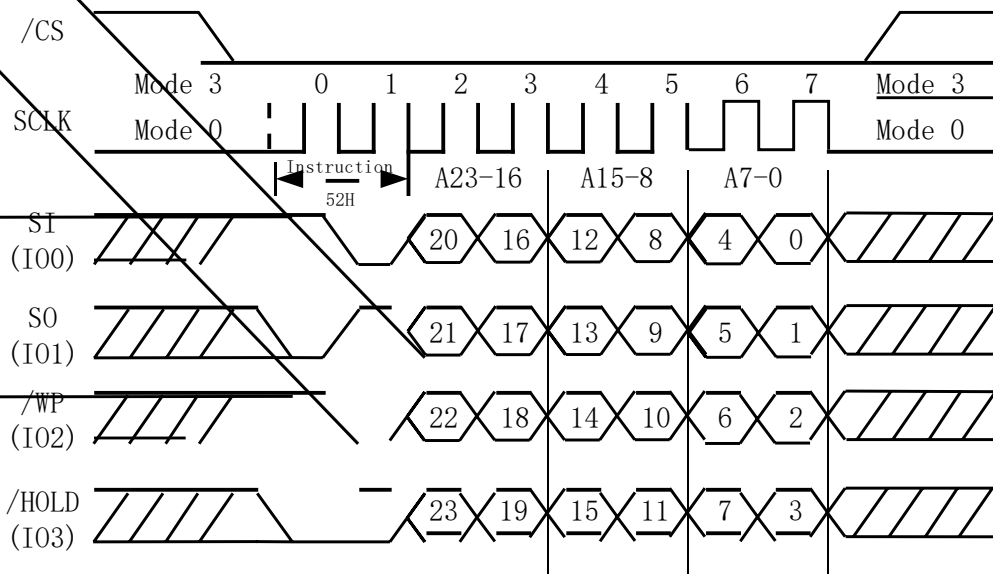 /CS
Mode 3 0 1 2 3 4 5 6 7 Mode 3
SCLK
Mode 0 Mode 0
Instruction
52H
A23-16 A15-8 A7-0
SI
(IO0)
20 16 12 8 4 0
SO
(IO1)
21 17 13 9 5 1
/WP
(IO2)
22 18 14 10 6 2
/HOLD
(IO3)
23 19 15 11 7 3